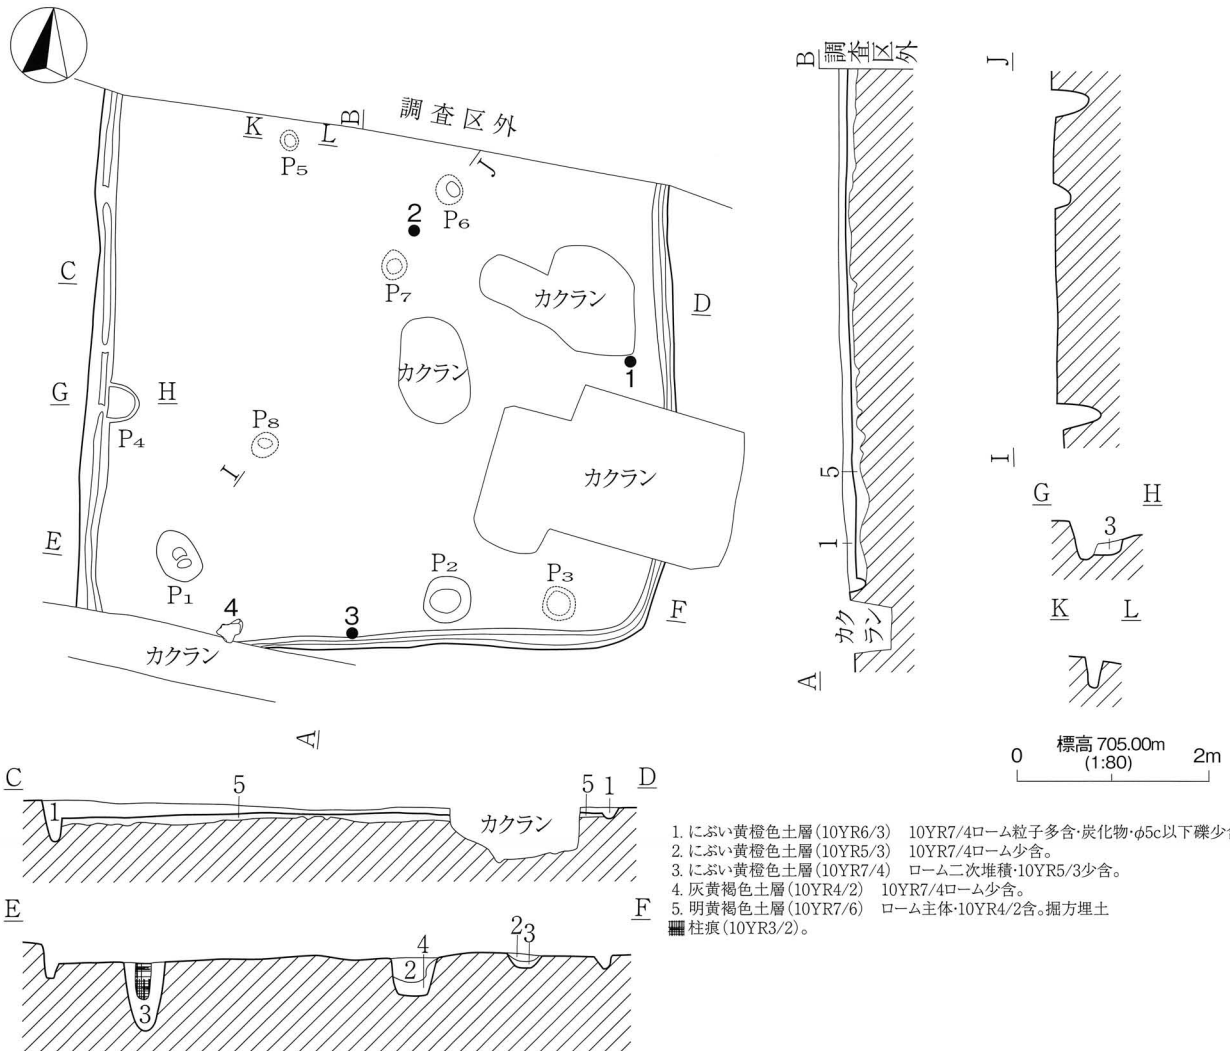 調査区外
K
L
B
J
P5
P6
2
P7
C
D
カクラン
カクラン
1
G
H
P4
P8
I
カクラン
E
P1
P2
P3
F
4
3
カクラン
A
B
調査区外
5
1
カクラン
A
J
I
G
H
3
K
L
標高 705.00m
0
(1:80)
2m
C
D
1
5
カクラン
5
1
E
F
3
2
4
2
3
1. にぶい黄橙色土層(10YR6/3) 10YR7/4ローム粒子多含・炭化物・φ5c以下礫少
2. にぶい黄橙色土層(10YR5/3) 10YR7/4ローム少含。
3. にぶい黄橙色土層(10YR7/4) ローム二次堆積・10YR5/3少含。
4. 灰黄褐色土層(10YR4/2) 10YR7/4ローム少含。
5. 明黄褐色土層(10YR7/6) ローム主体・10YR4/2含。掘方埋土
柱痕(10YR3/2)。